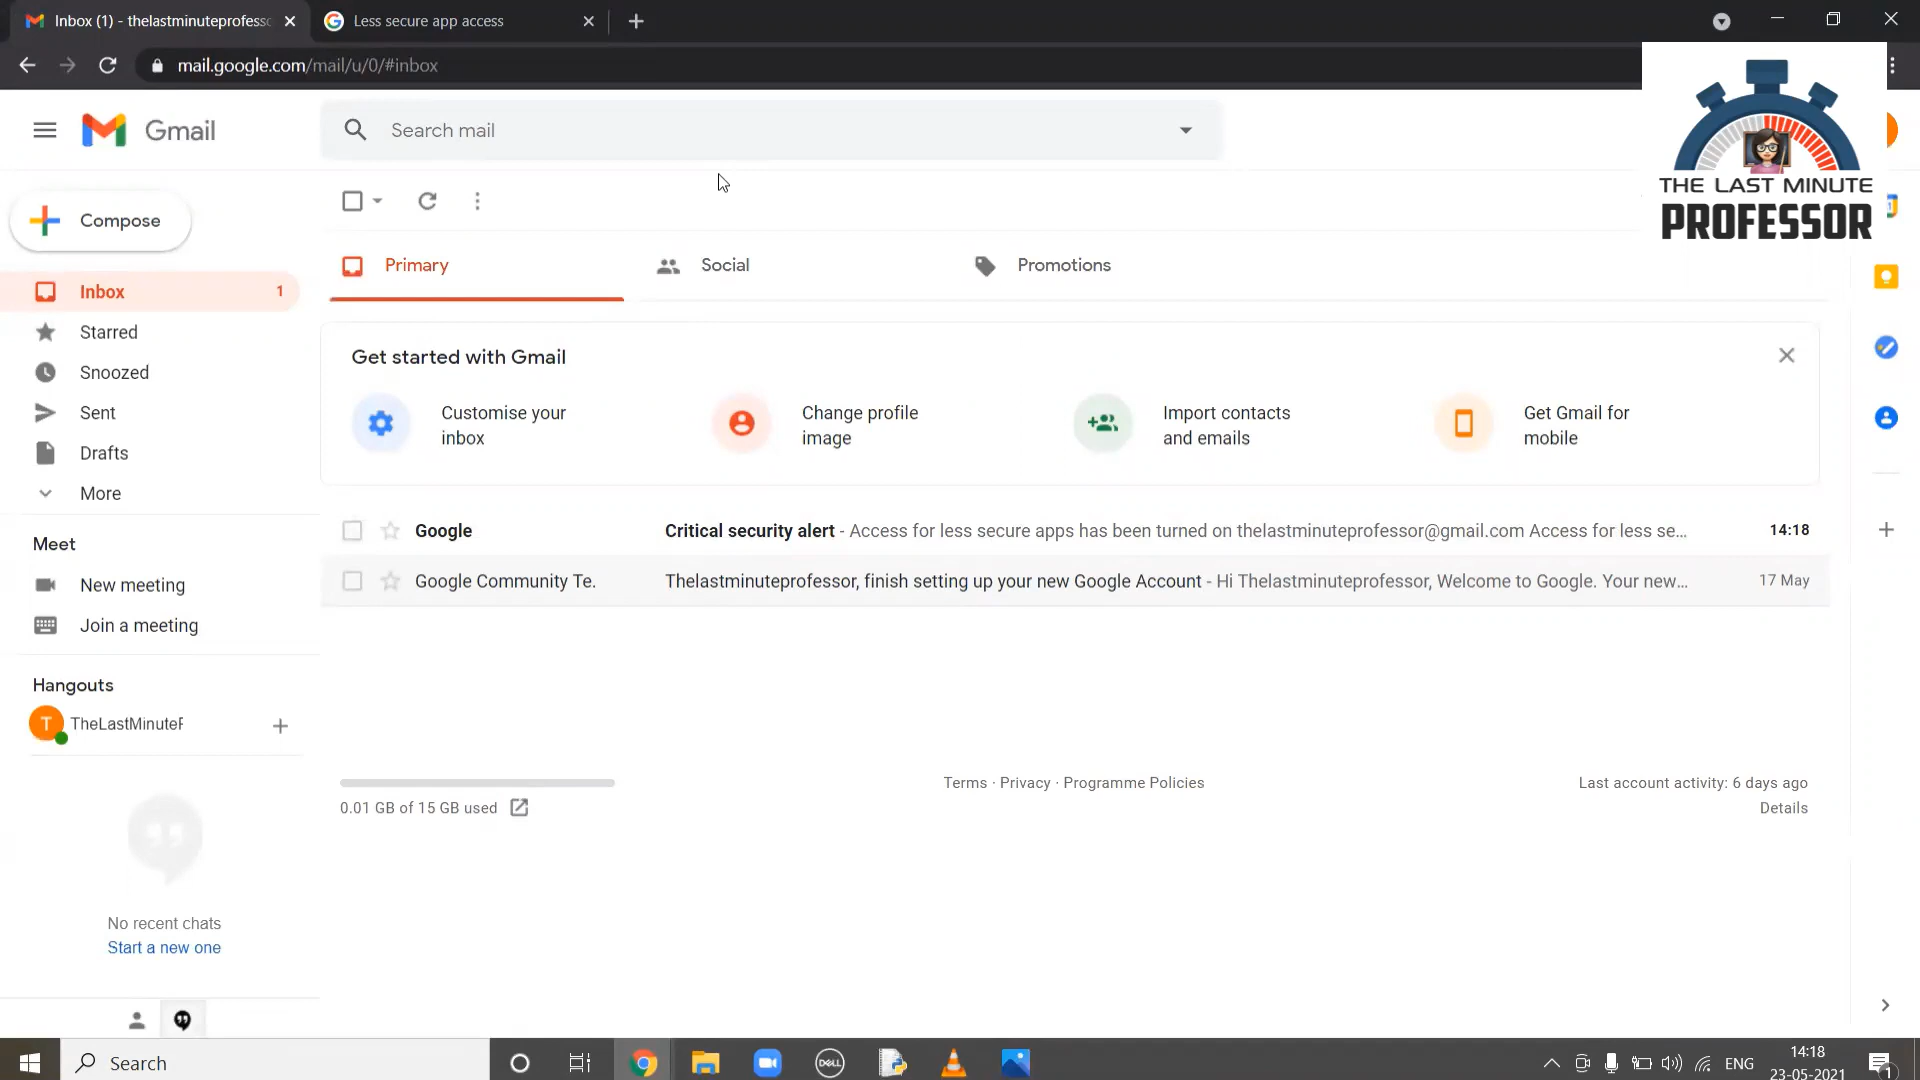 Inbox (1) - thelastminuteprofess
Less secure app access
mail.google.com/mail/u/0/#inbox
Gmail
Search mail
THE LAST MINUTE
PROFESSOR
Compose
Primary
Social
Promotions
Inbox 1
Starred
Snoozed
Sent
Drafts
More
Get started with Gmail
Customise your
inbox
Change profile
image
Import contacts
and emails
Get Gmail for
mobile
Google Critical security alert - Access for less secure apps has been turned on thelastminuteprofessor@gmail.com Access for less se... 14:18
Google Community Te. Thelastminuteprofessor, finish setting up your new Google Account - Hi Thelastminuteprofessor, Welcome to Google. Your new... 17 May
Meet
New meeting
Join a meeting
Hangouts
T TheLastMinuteF
No recent chats
Start a new one
0.01 GB of 15 GB used
Terms · Privacy · Programme Policies
Last account activity: 6 days ago
Details
Search
DELL
ENG
14:18
23-05-2021
1